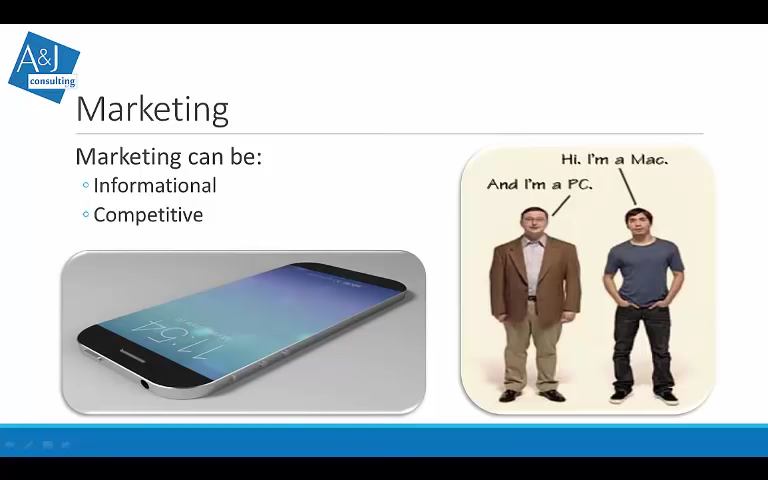 A&J
consulting
Marketing
Marketing can be:
Informational
Competitive
Hi. I'm a Mac.
And I'm a PC.
11:54